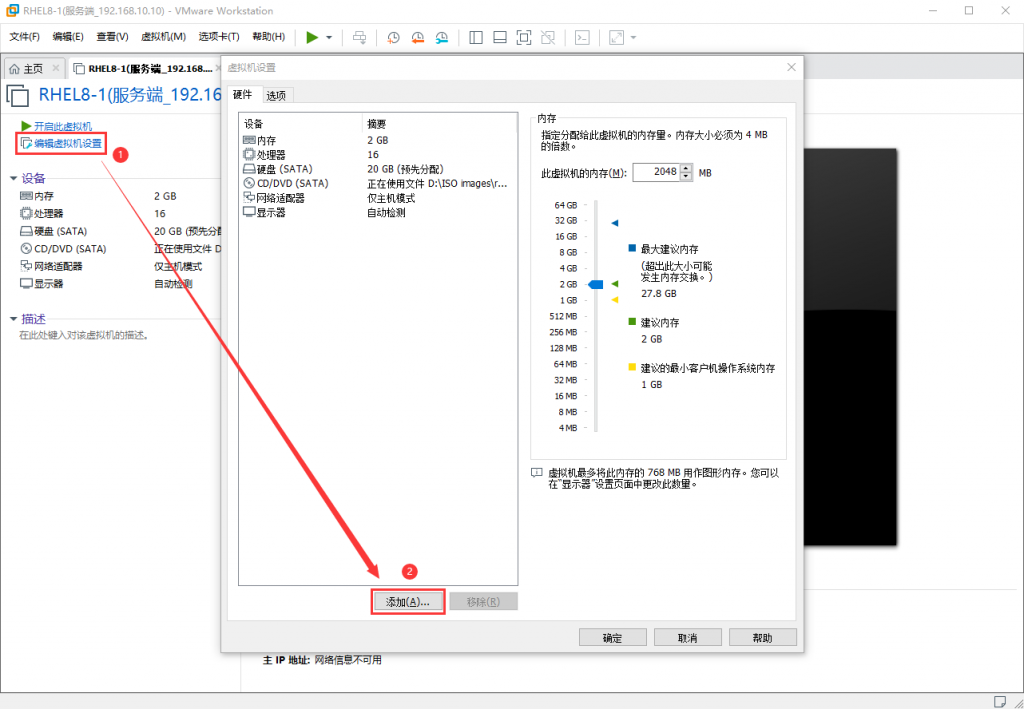 RHEL8-1(服务端_192.168.10.10) - VMware Workstation
文件(F) 编辑(E) 查看(V) 虚拟机(M) 选项卡(T) 帮助(H)
主页 RHEL8-1(服务端_192.168....
RHEL8-1(服务端_192.16
开启此虚拟机
编辑虚拟机设置
1
设备
内存 2 GB
处理器 16
硬盘 (SATA) 20 GB (预先分配
CD/DVD (SATA) 正在使用文件 D
网络适配器 仅主机模式
显示器 自动检测
描述
在此处键入对该虚拟机的描述。
虚拟机设置
硬件 选项
设备 摘要
内存 2 GB
处理器 16
硬盘 (SATA) 20 GB (预先分配)
CD/DVD (SATA) 正在使用文件 D:\ISO images\r...
网络适配器 仅主机模式
显示器 自动检测
2
添加(A)... 移除(R)
内存
指定分配给此虚拟机的内存量。内存大小必须为 4 MB
的倍数。
此虚拟机的内存(M): 2048 MB
64 GB
32 GB
16 GB
8 GB
4 GB
2 GB
1 GB
512 MB
256 MB
128 MB
64 MB
32 MB
16 MB
8 MB
4 MB
最大建议内存
(超出此大小可能
发生内存交换。)
27.8 GB
建议内存
2 GB
建议的最小客户机操作系统内存
1 GB
虚拟机最多将此内存的 768 MB 用作图形内存。您可以
在"显示器"设置页面中更改此数量。
确定 取消 帮助
主 IP 地址: 网络信息不可用